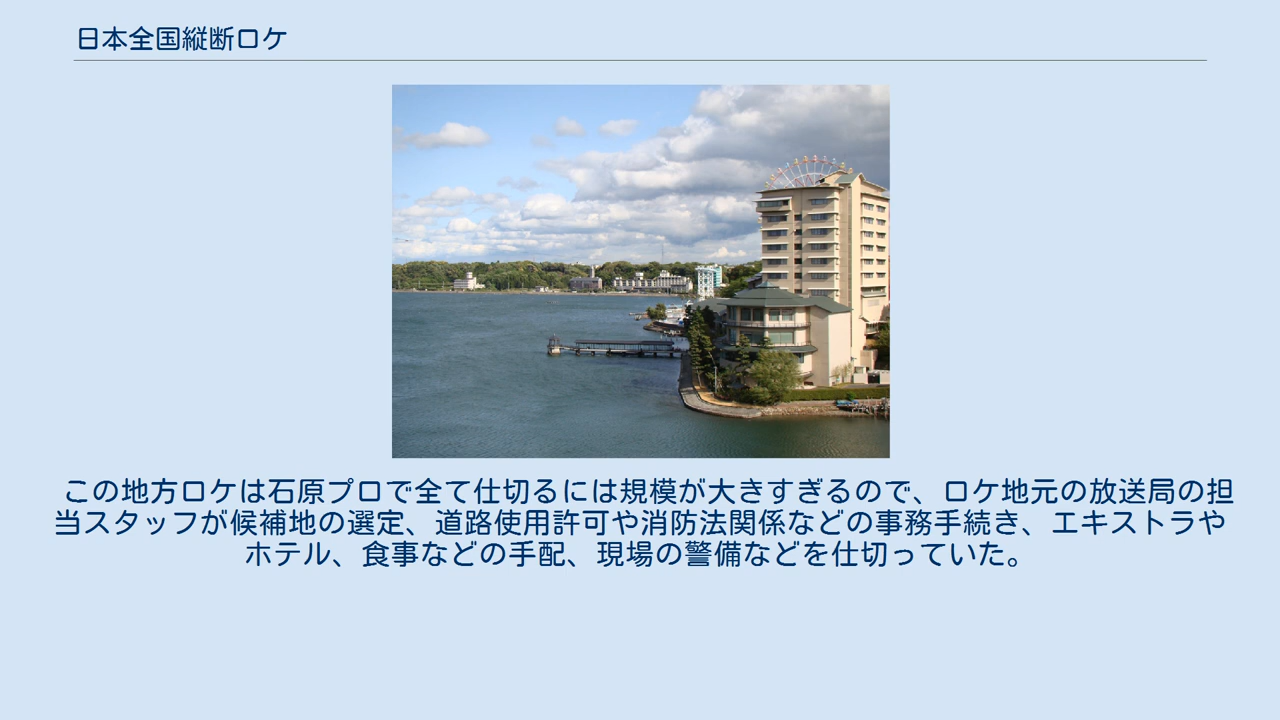 日本全国縦断ロケ
この地方ロケは石原プロで全て仕切るには規模が大きすぎるので、ロケ地元の放送局の担
当スタッフが候補地の選定、道路使用許可や消防法関係などの事務手続き、エキストラや
ホテル、食事などの手配、現場の警備などを仕切っていた。